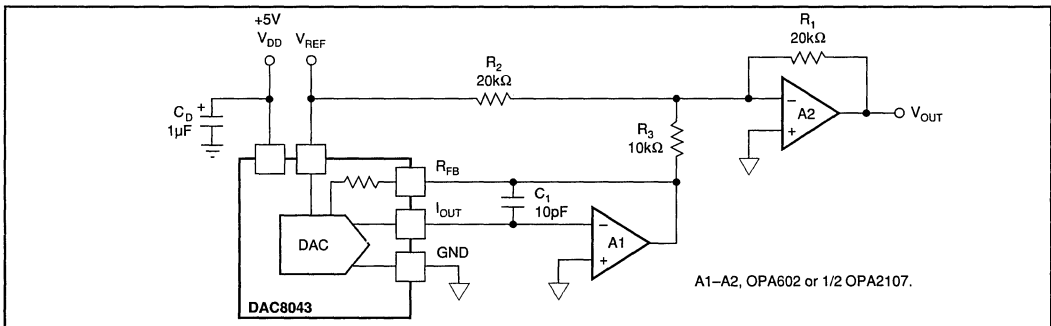 +5V
V_DD
V_REF
R_1
20kΩ
R_2
20kΩ
C_D +
1µF
−
A2
+
V_OUT
R_3
10kΩ
R_FB
C_1
10pF
I_OUT
−
A1
+
DAC
GND
DAC8043
A1–A2, OPA602 or 1/2 OPA2107.